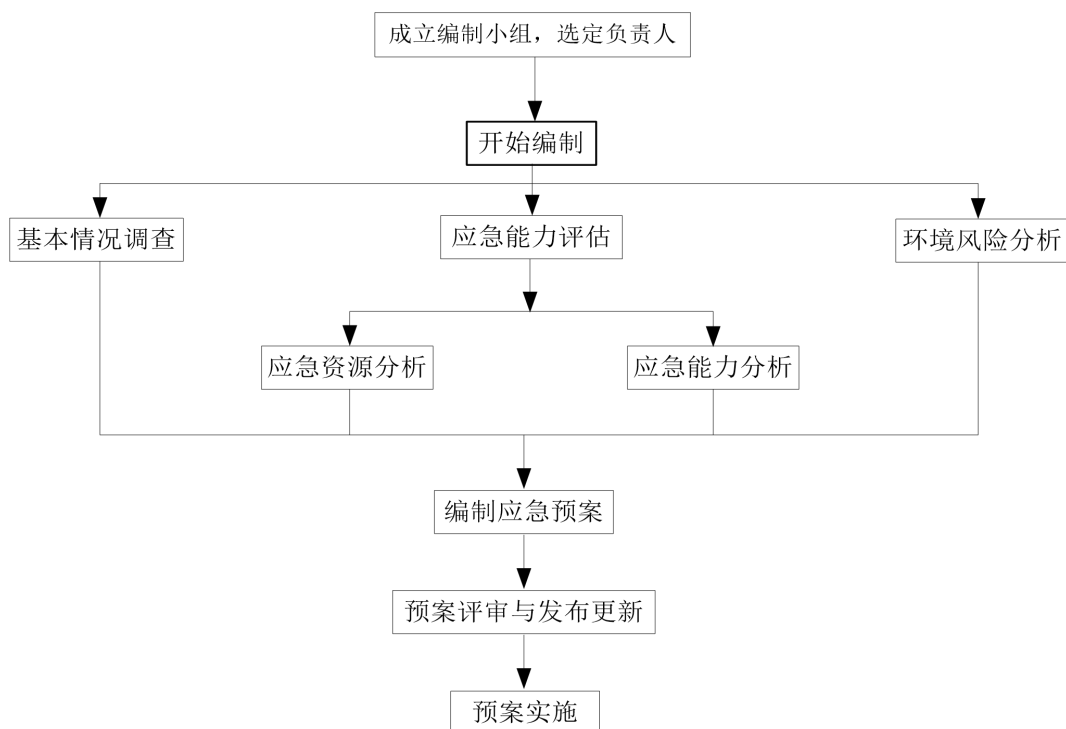 成立编制小组，选定负责人
开始编制
基本情况调查
应急能力评估
环境风险分析
应急资源分析
应急能力分析
编制应急预案
预案评审与发布更新
预案实施